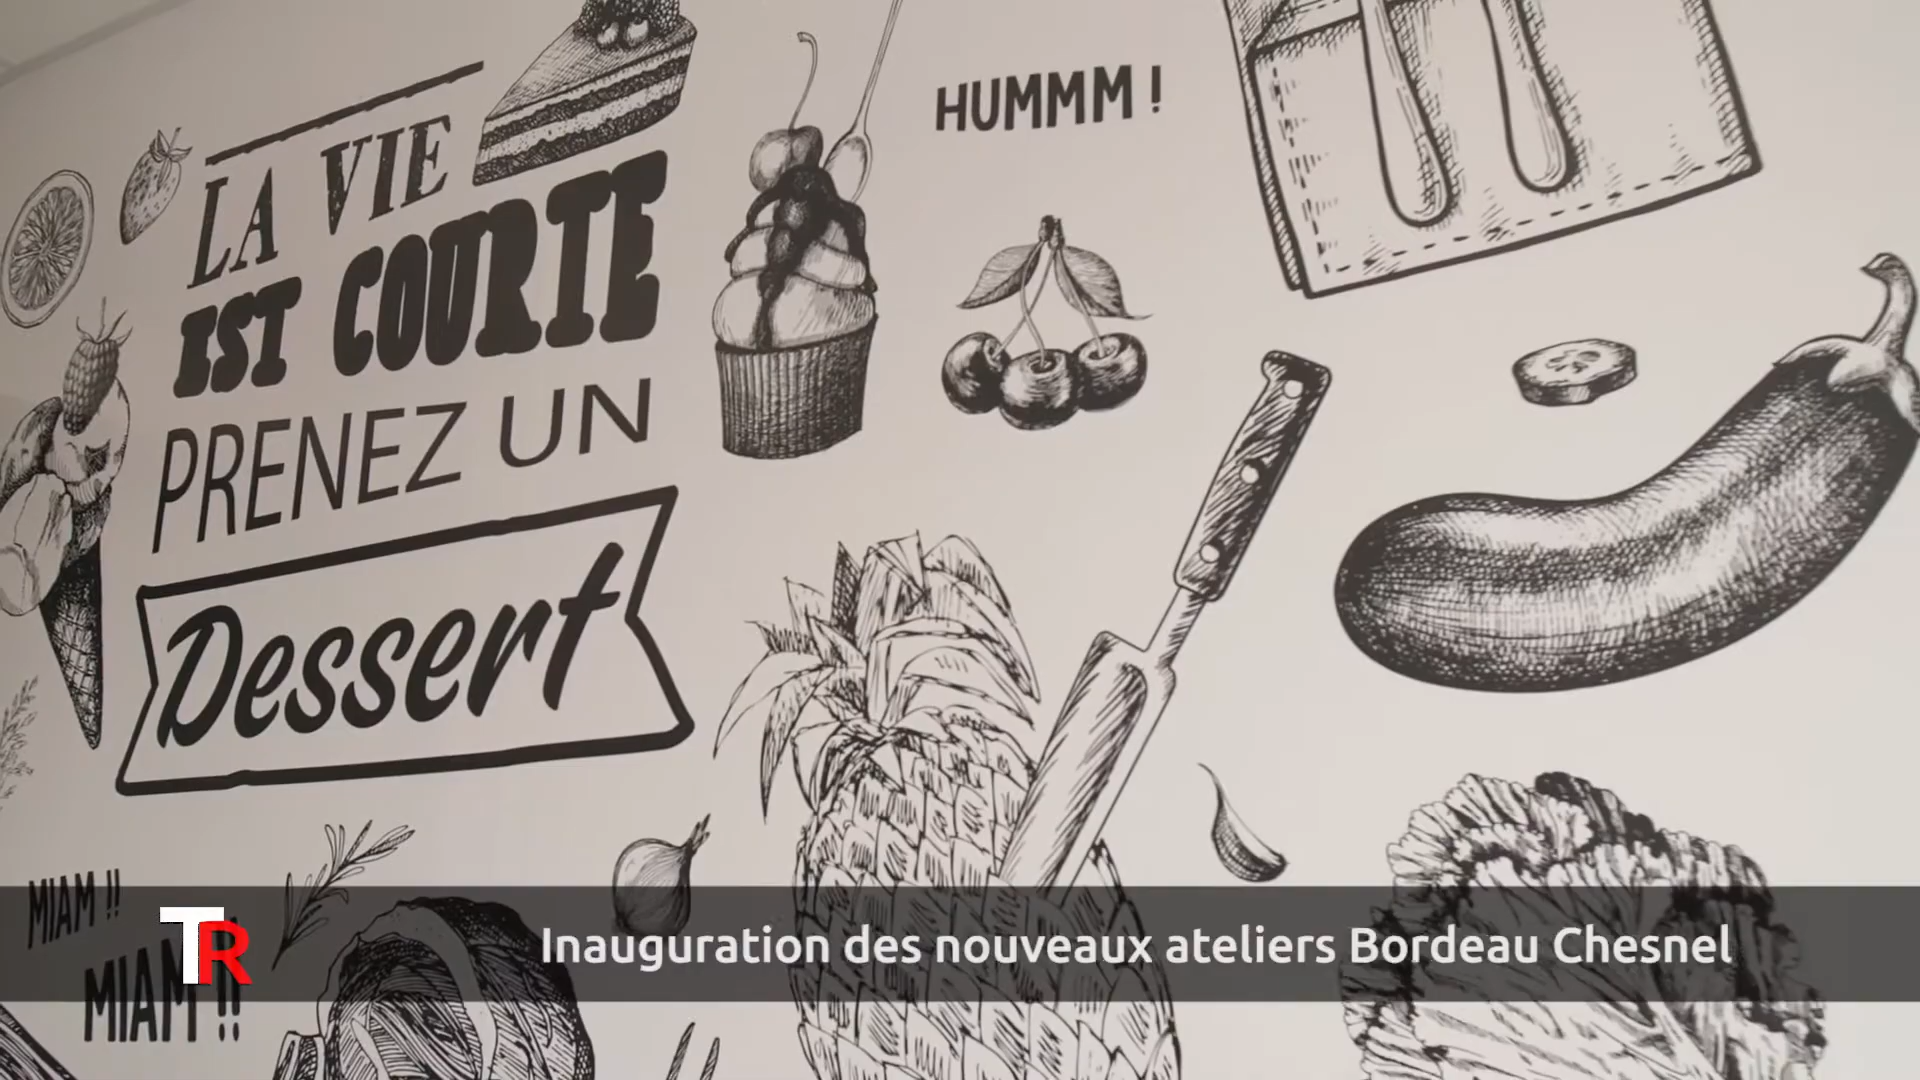 LA VIE
EST COURTE
PRENEZ UN
Dessert
HUMMM !
MIAM !!
MIAM !!
TR
Inauguration des nouveaux ateliers Bordeau Chesnel